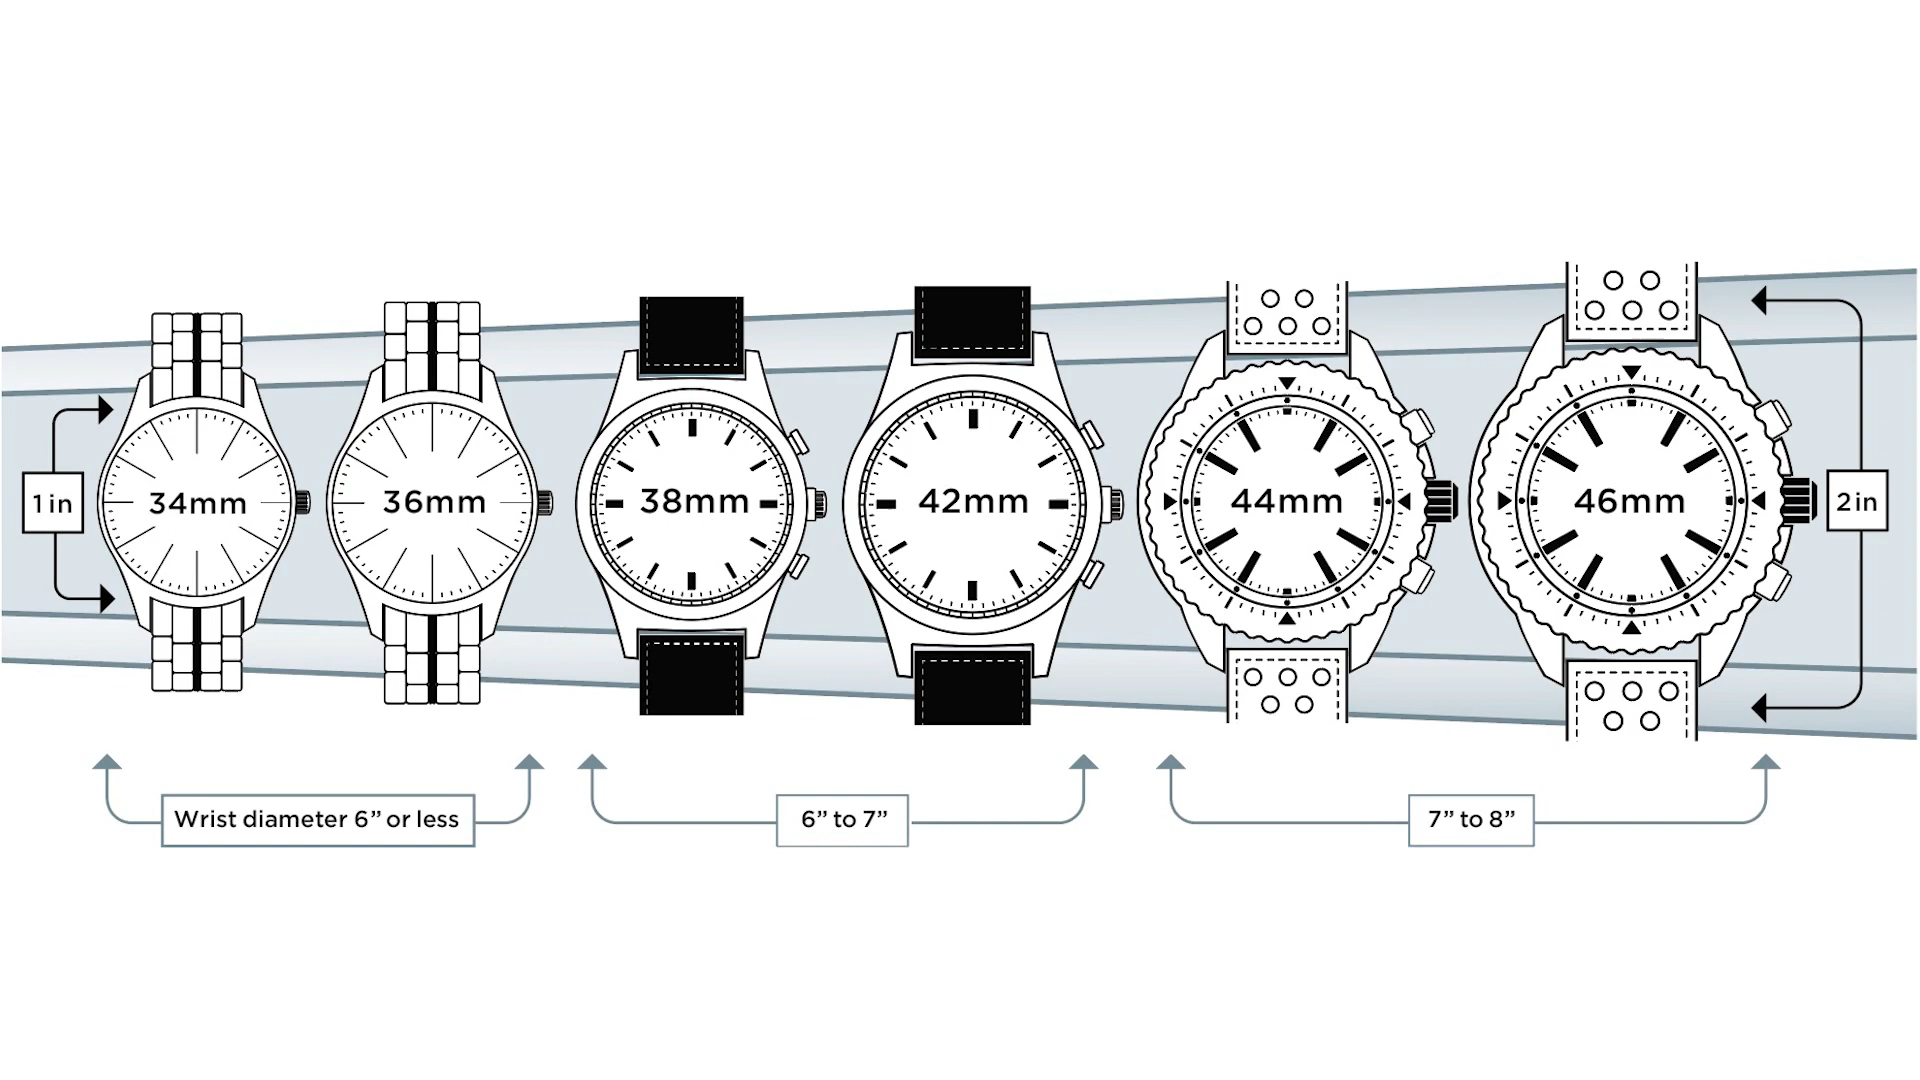 1 in
34mm
36mm
38mm
42mm
44mm
46mm
2 in
Wrist diameter 6” or less
6” to 7”
7” to 8”